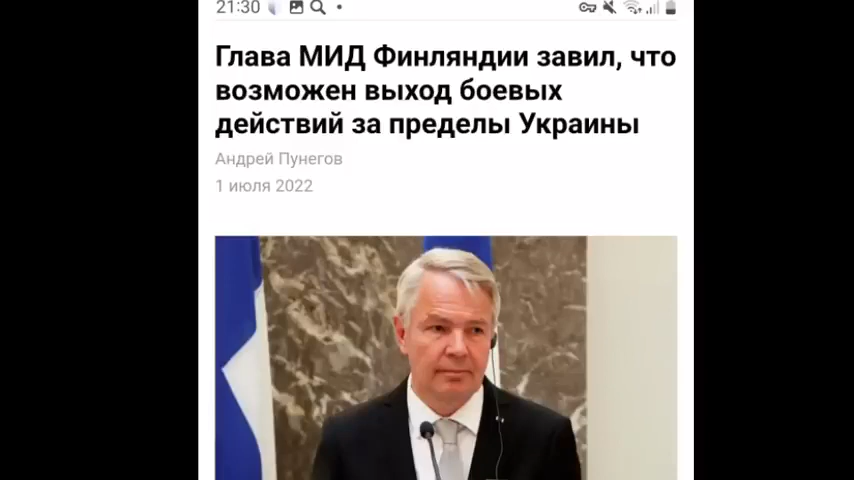 21:30
Глава МИД Финляндии завил, что
возможен выход боевых
действий за пределы Украины
Андрей Пунегов
1 июля 2022